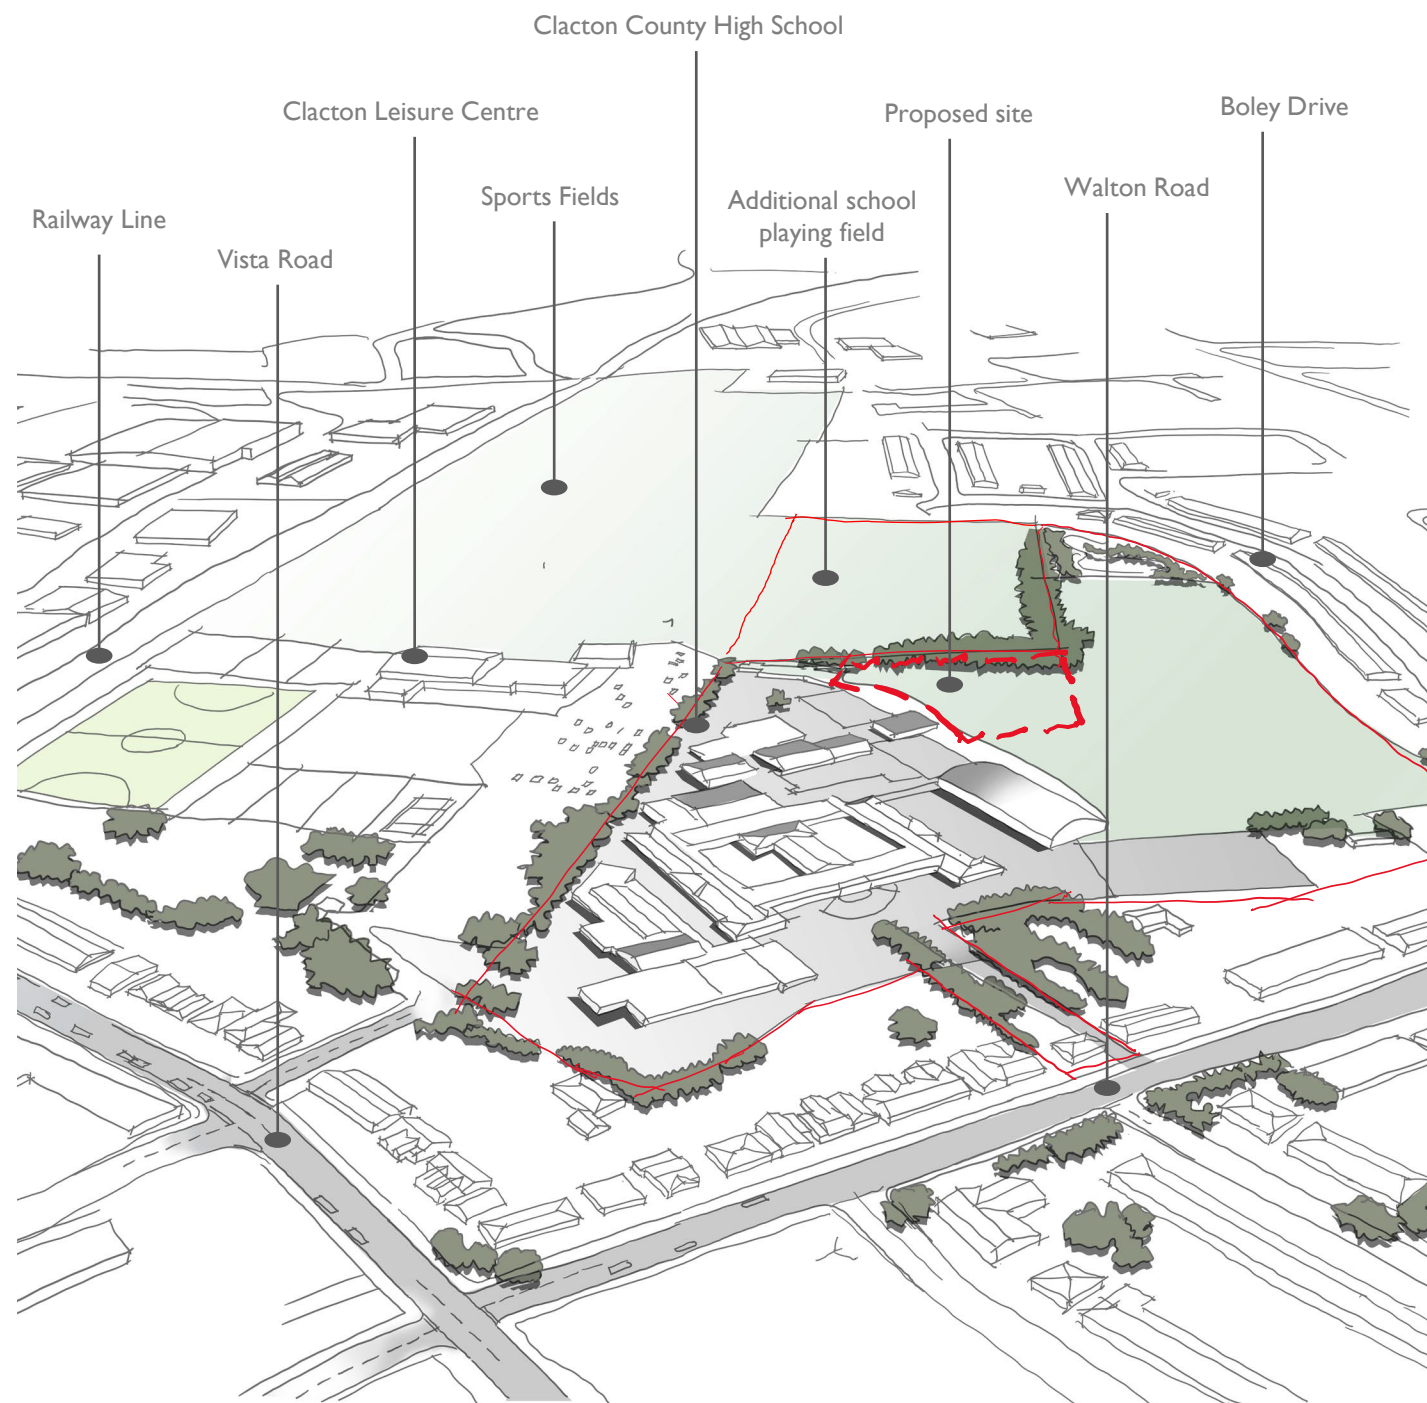 Clacton County High School
Clacton Leisure Centre
Proposed site
Boley Drive
Sports Fields
Additional school
playing field
Walton Road
Railway Line
Vista Road